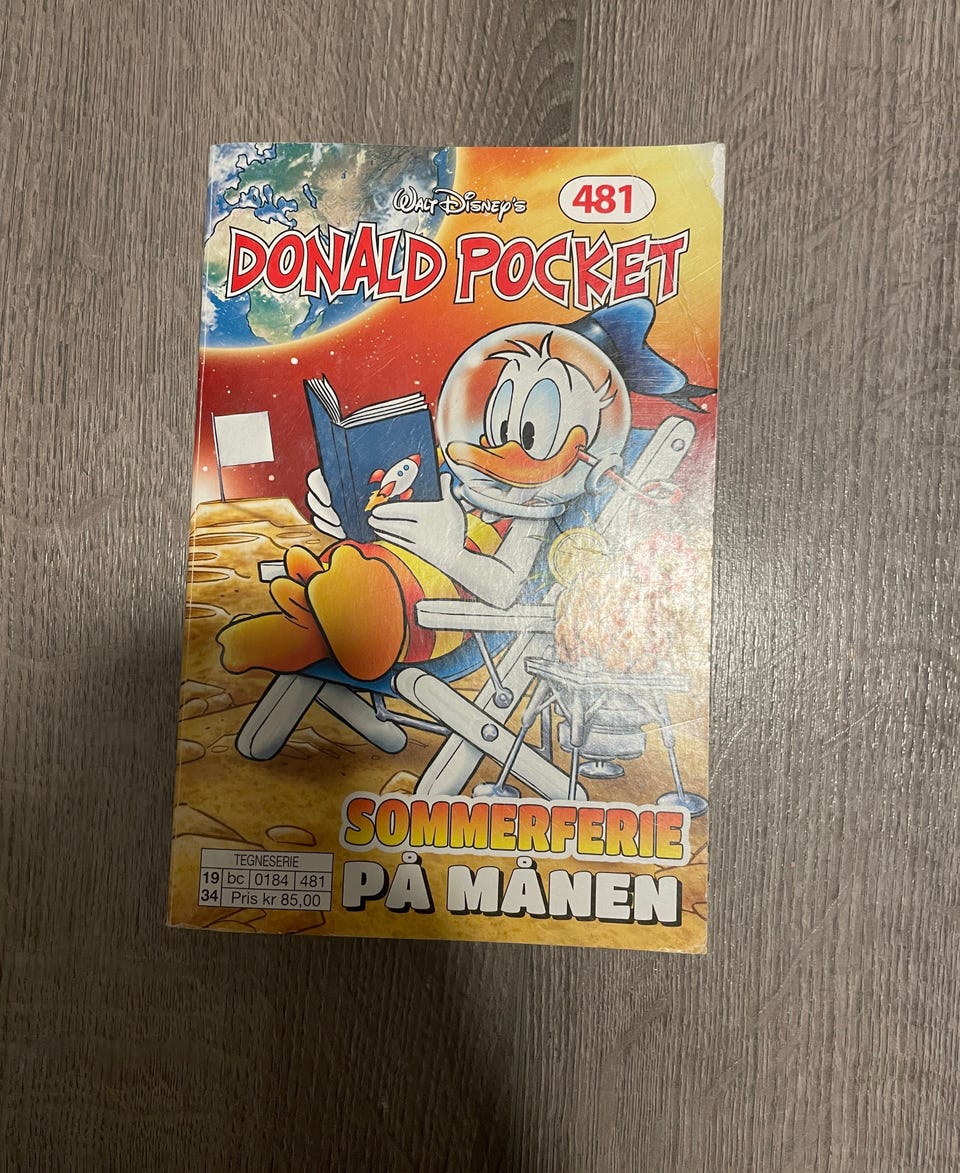 WALT DISNEY'S
481
DONALD POCKET
SOMMERFERIE
PÅ MÅNEN
TEGNESERIE
19 bc 0184 481
34 Pris kr 85,00